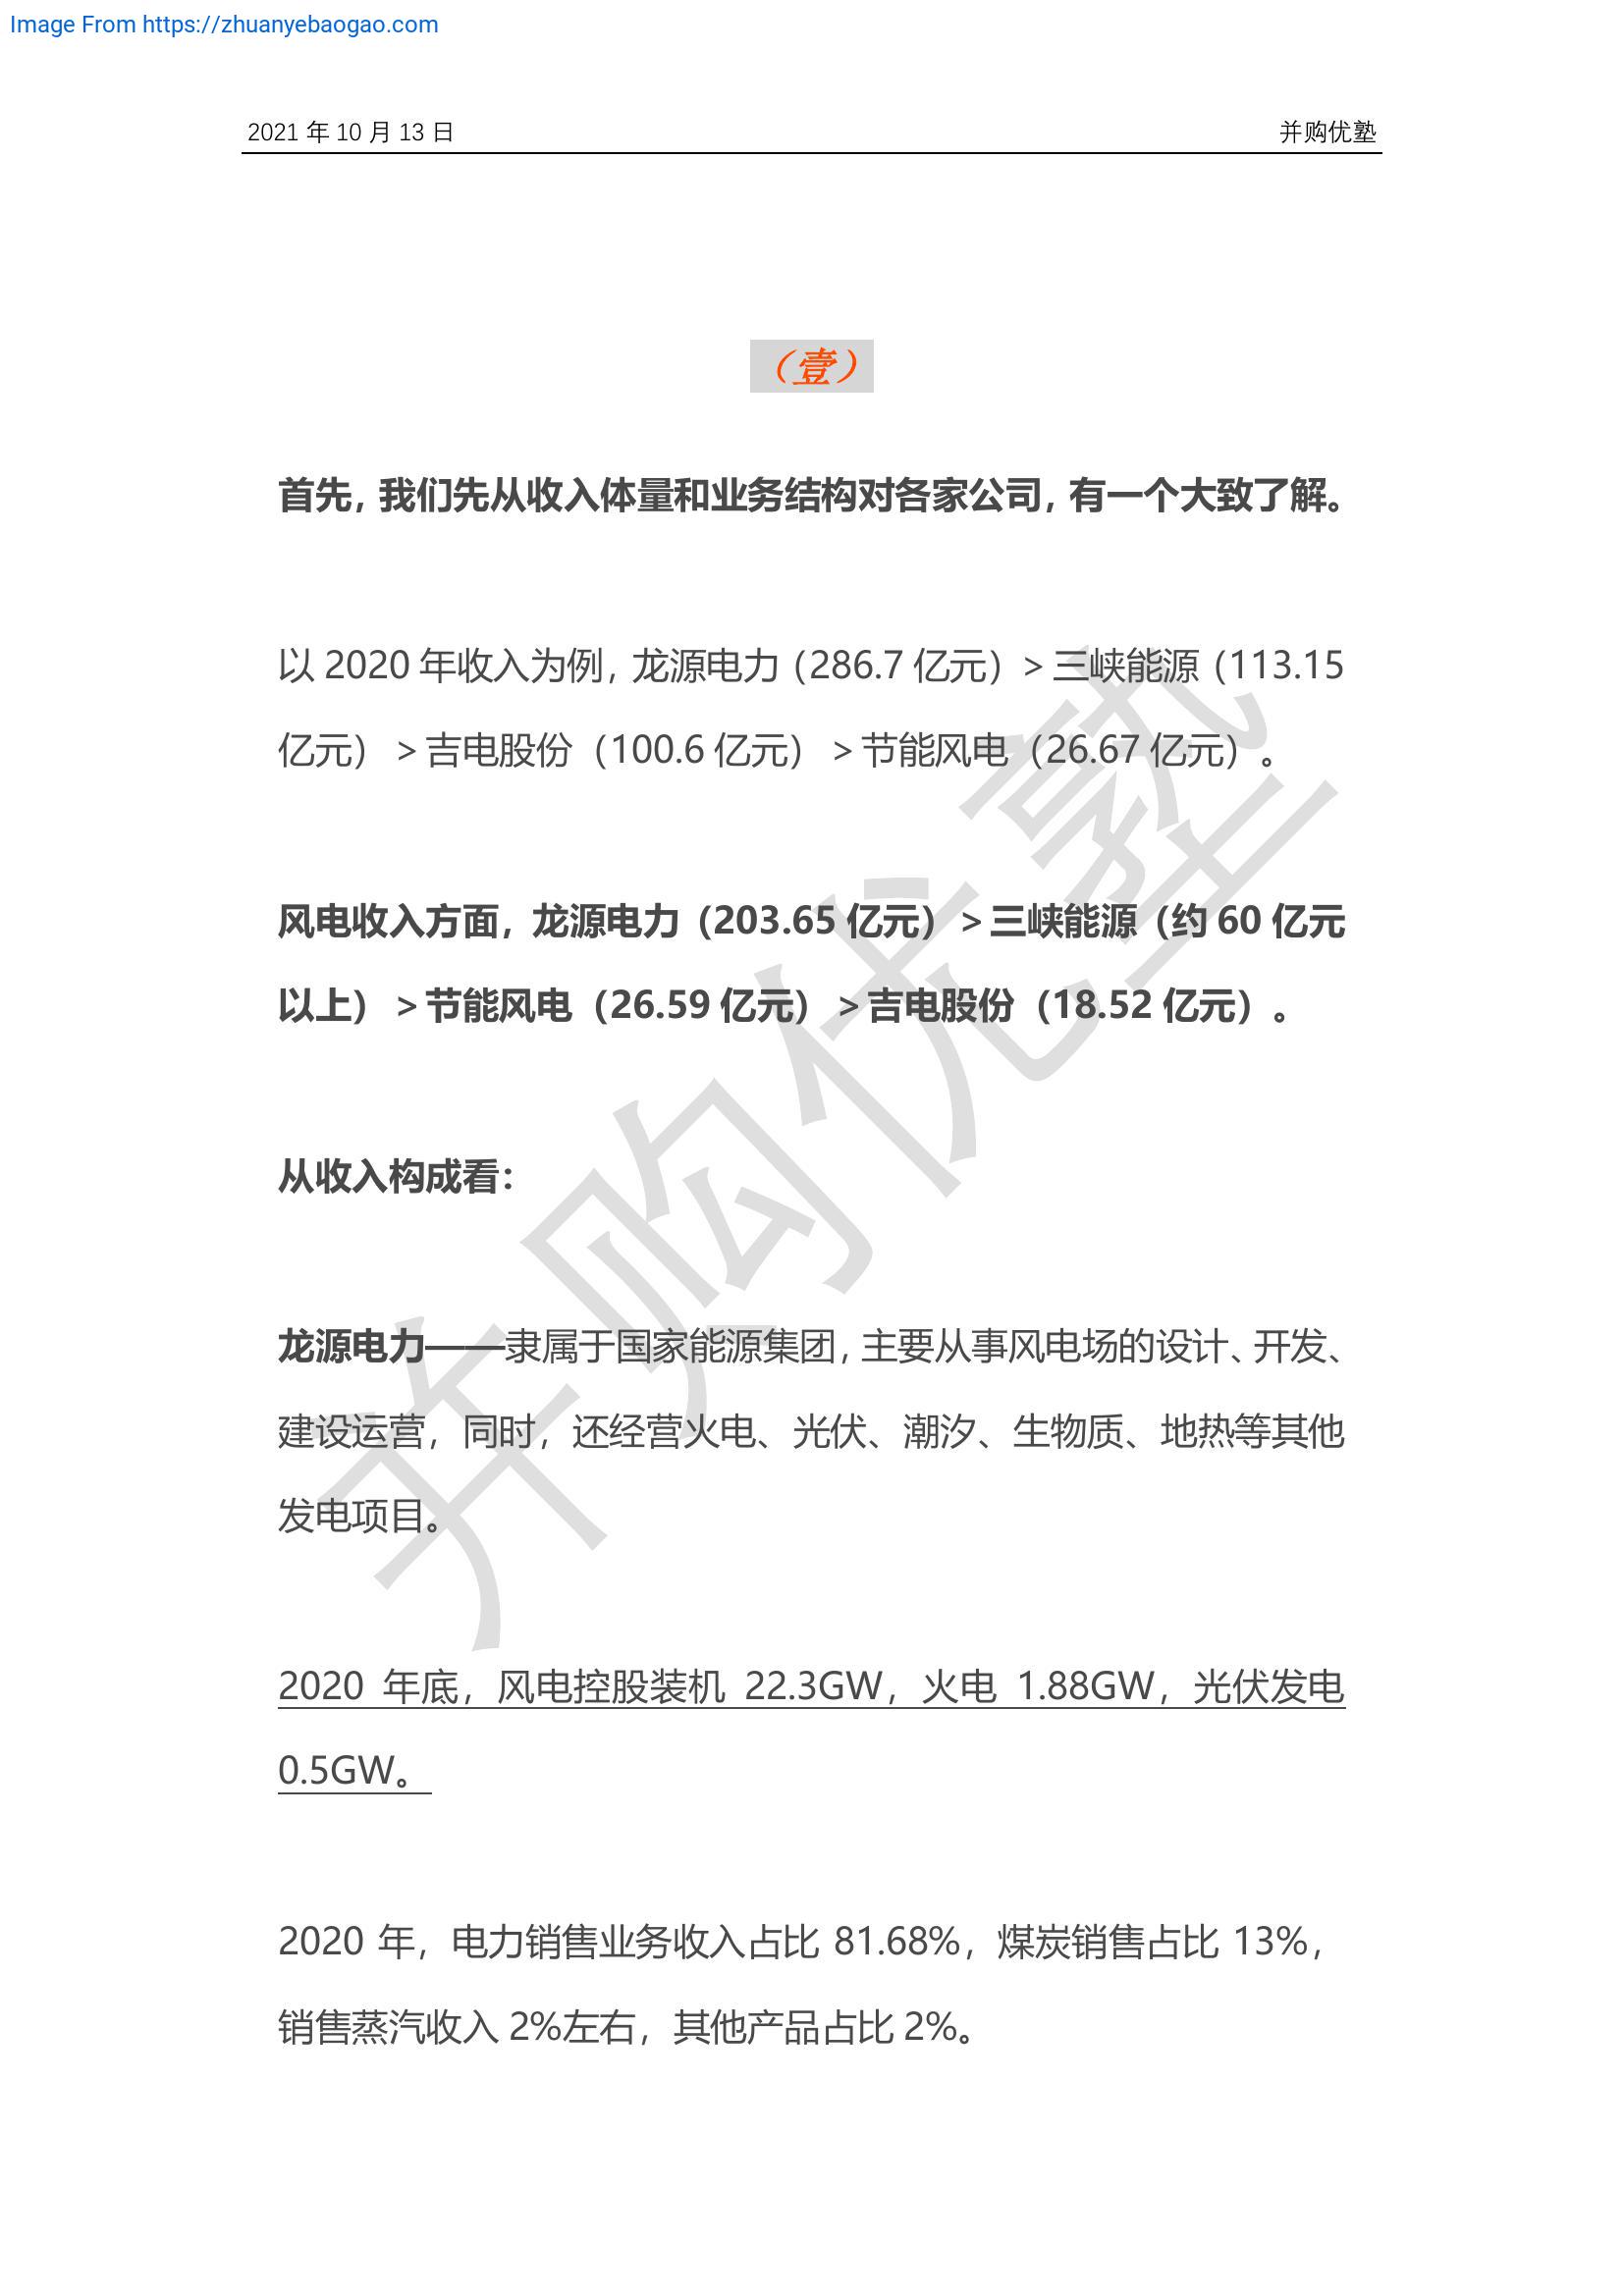 Image From https://zhuanyebaogao.com
2021 年 10 月 13 日 并购优塾
（壹）
首先，我们先从收入体量和业务结构对各家公司，有一个大致了解。
以 2020 年收入为例，龙源电力（286.7 亿元）＞三峡能源（113.15
亿元）＞吉电股份（100.6 亿元）＞节能风电（26.67 亿元）。
风电收入方面，龙源电力（203.65 亿元）＞三峡能源（约 60 亿元
以上）＞节能风电（26.59 亿元）＞吉电股份（18.52 亿元）。
从收入构成看：
龙源电力——隶属于国家能源集团，主要从事风电场的设计、开发、
建设运营，同时，还经营火电、光伏、潮汐、生物质、地热等其他
发电项目。
2020 年底，风电控股装机 22.3GW，火电 1.88GW，光伏发电
0.5GW。
2020 年，电力销售业务收入占比 81.68%，煤炭销售占比 13%，
销售蒸汽收入 2%左右，其他产品占比 2%。
并购优塾